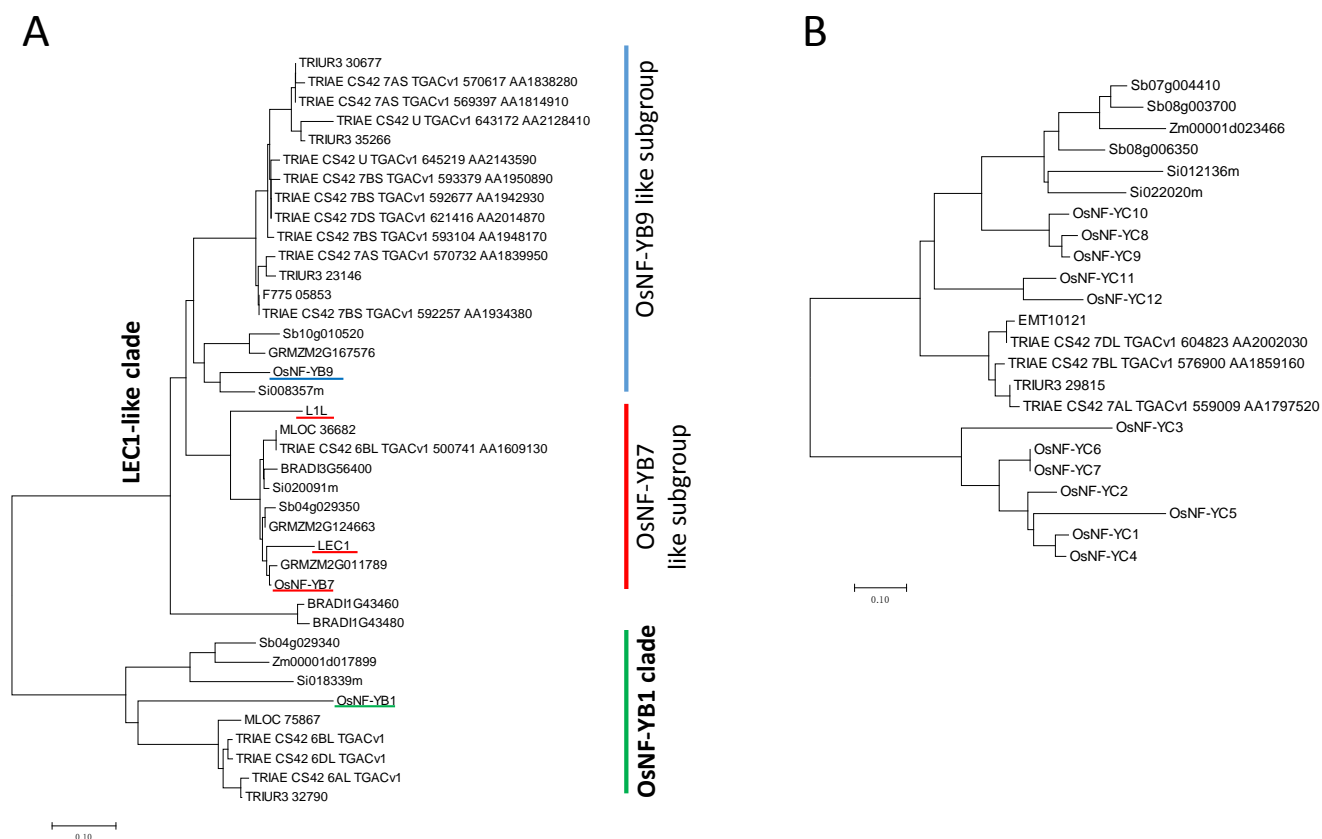 A
TRIUR3 30677
TRIAE CS42 7AS TGACv1 570617 AA1838280
TRIAE CS42 7AS TGACv1 569397 AA1814910
TRIAE CS42 U TGACv1 643172 AA2128410
TRIUR3 35266
TRIAE CS42 U TGACv1 645219 AA2143590
TRIAE CS42 7BS TGACv1 593379 AA1950890
TRIAE CS42 7BS TGACv1 592677 AA1942930
TRIAE CS42 7DS TGACv1 621416 AA2014870
TRIAE CS42 7BS TGACv1 593104 AA1948170
TRIAE CS42 7AS TGACv1 570732 AA1839950
TRIUR3 23146
F775 05853
TRIAE CS42 7BS TGACv1 592257 AA1934380
Sb10g010520
GRMZM2G167576
OsNF-YB9
Si008357m
L1L
MLOC 36682
TRIAE CS42 6BL TGACv1 500741 AA1609130
BRADI3G56400
Si020091m
Sb04g029350
GRMZM2G124663
LEC1
GRMZM2G011789
OsNF-YB7
BRADI1G43460
BRADI1G43480
Sb04g029340
Zm00001d017899
Si018339m
OsNF-YB1
MLOC 75867
TRIAE CS42 6BL TGACv1
TRIAE CS42 6DL TGACv1
TRIAE CS42 6AL TGACv1
TRIUR3 32790
0.10
LEC1-like clade
OsNF-YB9 like subgroup
OsNF-YB7
like subgroup
OsNF-YB1 clade
B
Sb07g004410
Sb08g003700
Zm00001d023466
Sb08g006350
Si012136m
Si022020m
OsNF-YC10
OsNF-YC8
OsNF-YC9
OsNF-YC11
OsNF-YC12
EMT10121
TRIAE CS42 7DL TGACv1 604823 AA2002030
TRIAE CS42 7BL TGACv1 576900 AA1859160
TRIUR3 29815
TRIAE CS42 7AL TGACv1 559009 AA1797520
OsNF-YC3
OsNF-YC6
OsNF-YC7
OsNF-YC2
OsNF-YC5
OsNF-YC1
OsNF-YC4
0.10